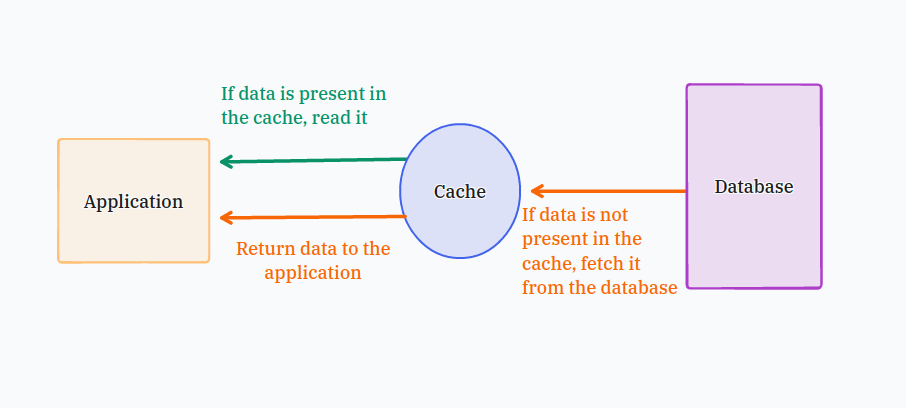 If data is present in
the cache, read it
Application
Cache
Database
Return data to the
application
If data is not
present in the
cache, fetch it
from the database